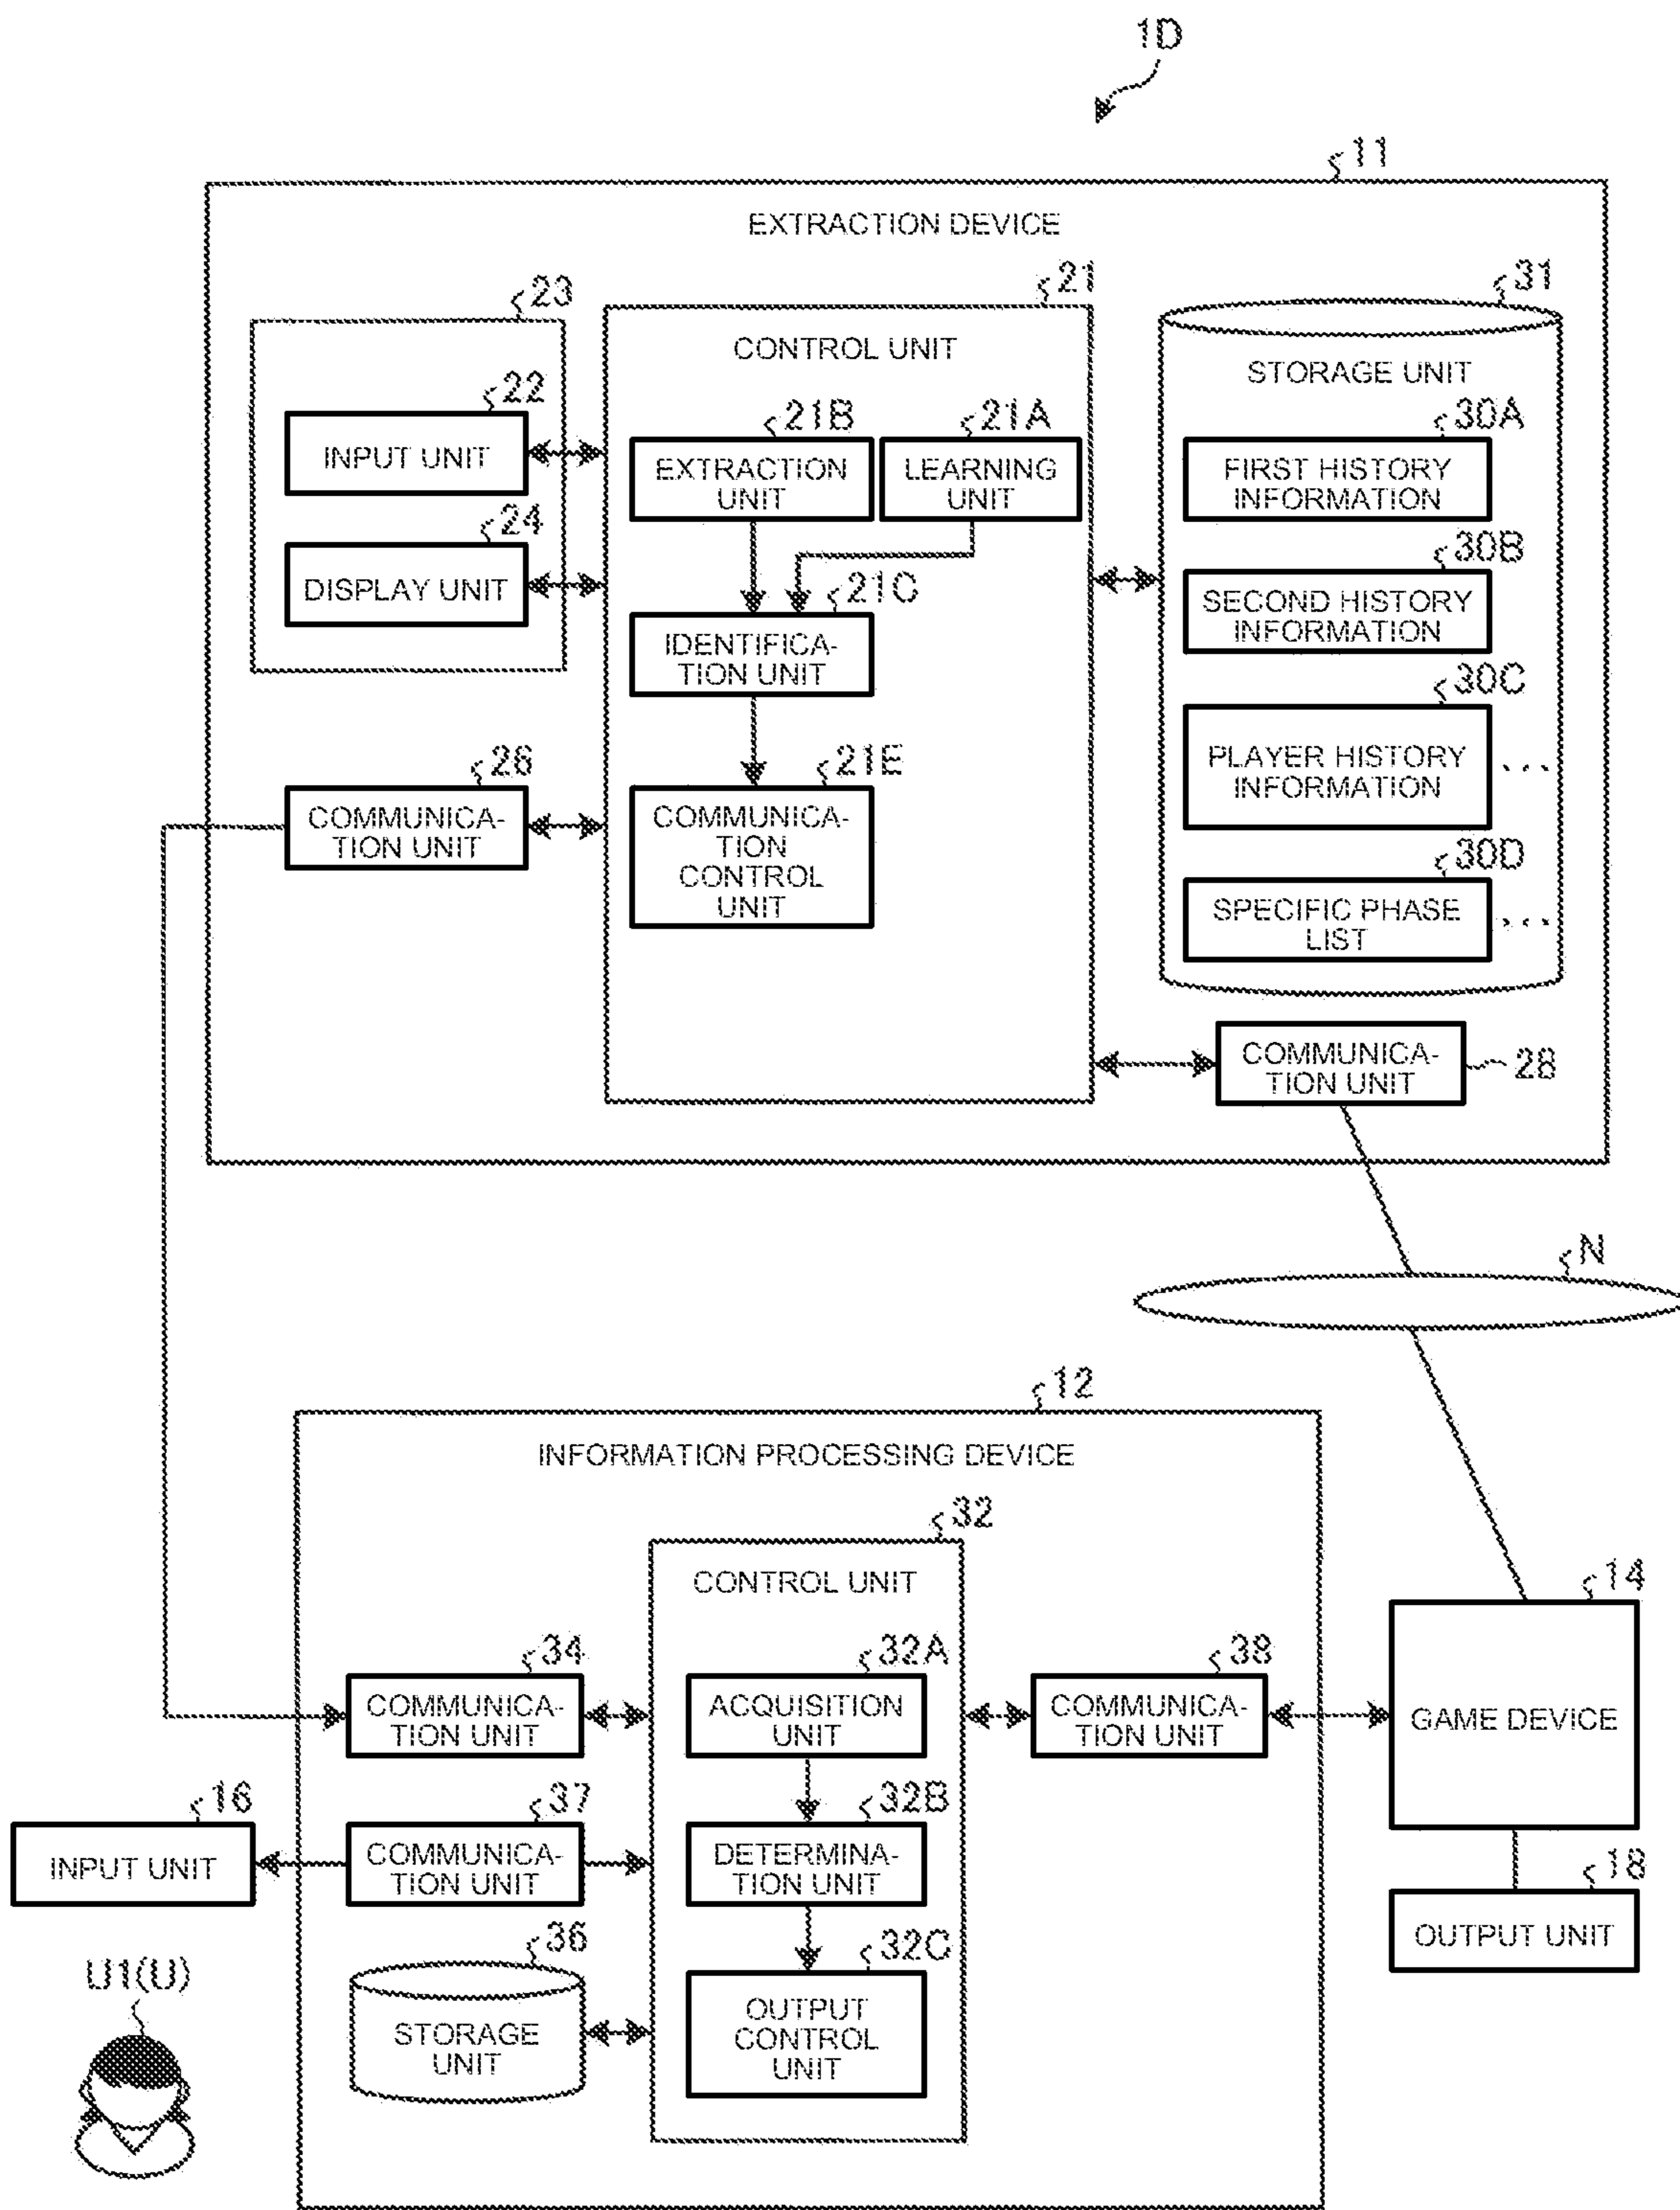 1D
11
EXTRACTION DEVICE
23
21
31
CONTROL UNIT
STORAGE UNIT
22
INPUT UNIT
21B
EXTRACTION
UNIT
21A
LEARNING
UNIT
30A
FIRST HISTORY
INFORMATION
24
DISPLAY UNIT
21C
IDENTIFICA-
TION UNIT
30B
SECOND HISTORY
INFORMATION
30C
PLAYER HISTORY
INFORMATION
...
26
COMMUNICA-
TION UNIT
21E
COMMUNICA-
TION
CONTROL
UNIT
30D
SPECIFIC PHASE
LIST
...
COMMUNICA-
TION UNIT
28
N
12
INFORMATION PROCESSING DEVICE
32
CONTROL UNIT
14
GAME DEVICE
34
COMMUNICA-
TION UNIT
32A
ACQUISITION
UNIT
38
COMMUNICA-
TION UNIT
16
INPUT UNIT
37
COMMUNICA-
TION UNIT
32B
DETERMINA-
TION UNIT
18
OUTPUT UNIT
U1(U)
36
STORAGE
UNIT
32C
OUTPUT
CONTROL
UNIT